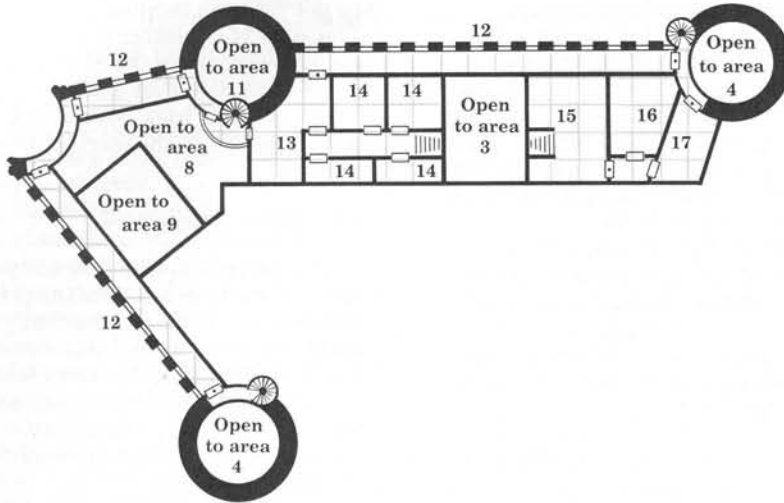 12
Open
to area
11
12
Open
to area
4
14
14
Open
to area
3
15
16
Open to
area
8
13
17
14
14
Open to
area 9
12
Open
to area
4